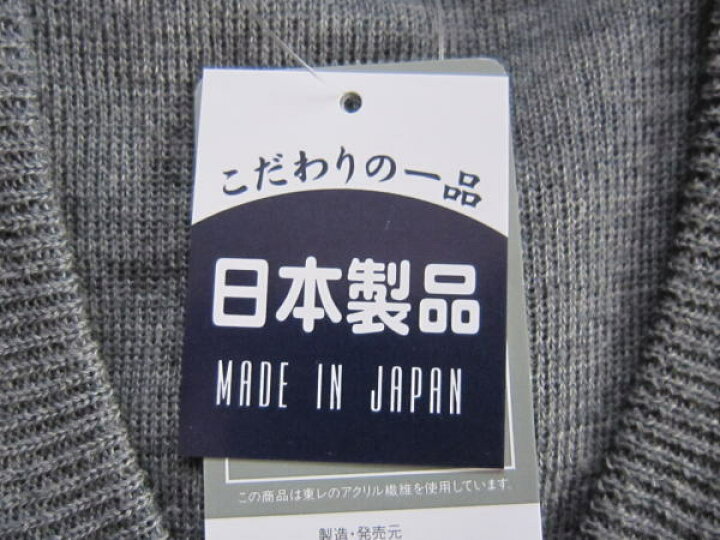 こだわりの一品
日本製品
MADE IN JAPAN
この商品は東レのアクリル繊維を使用しています。
製造・発売元